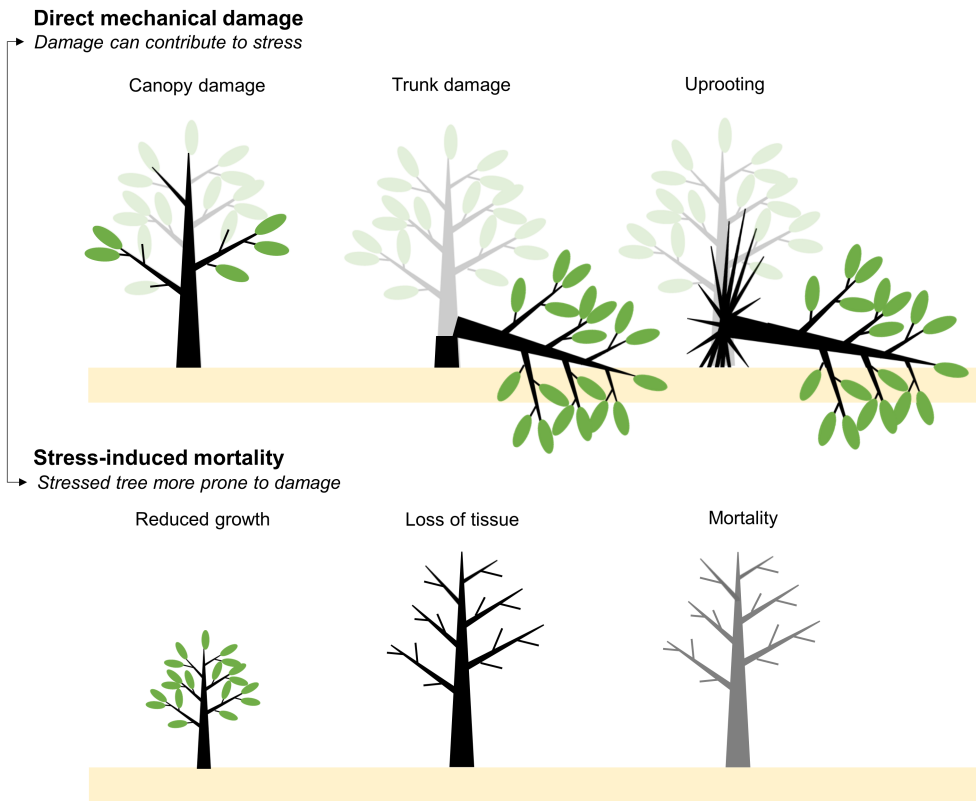 Direct mechanical damage
Damage can contribute to stress
Canopy damage
Trunk damage
Uprooting
Stress-induced mortality
Stressed tree more prone to damage
Reduced growth
Loss of tissue
Mortality